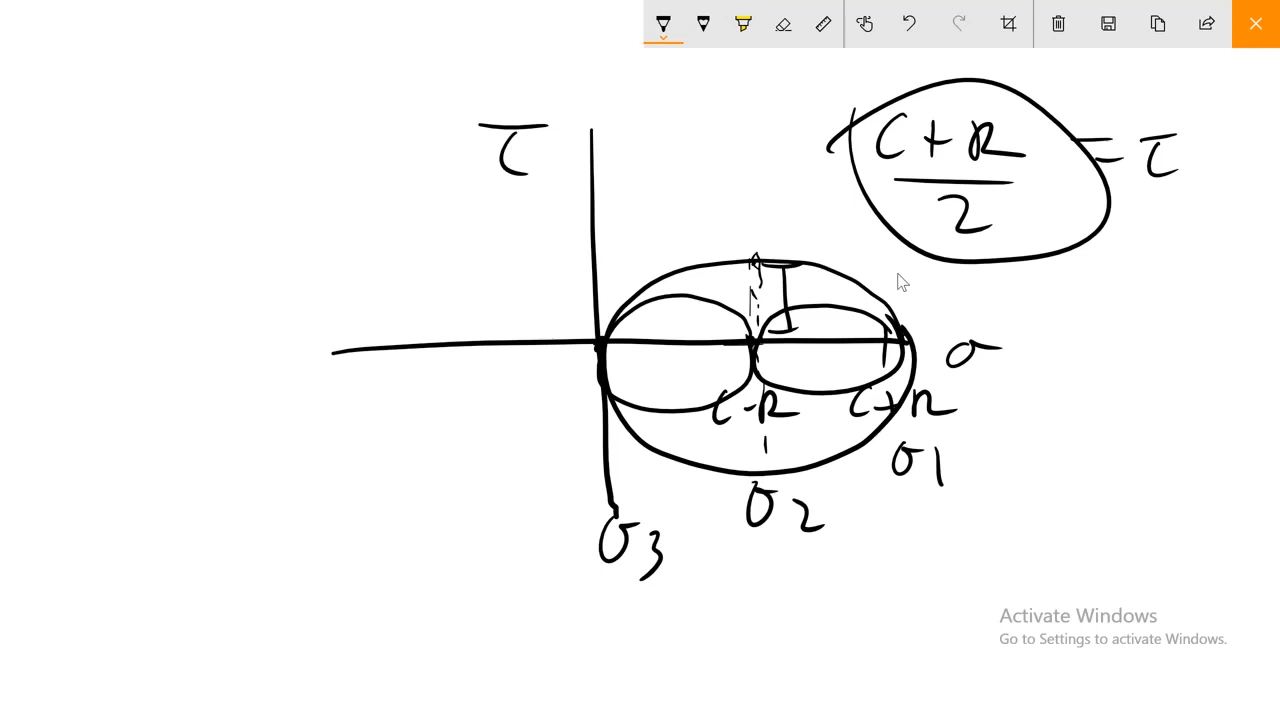 C + R
2
= τ
τ
σ
C - R
C + R
σ1
σ2
σ3
Activate Windows
Go to Settings to activate Windows.